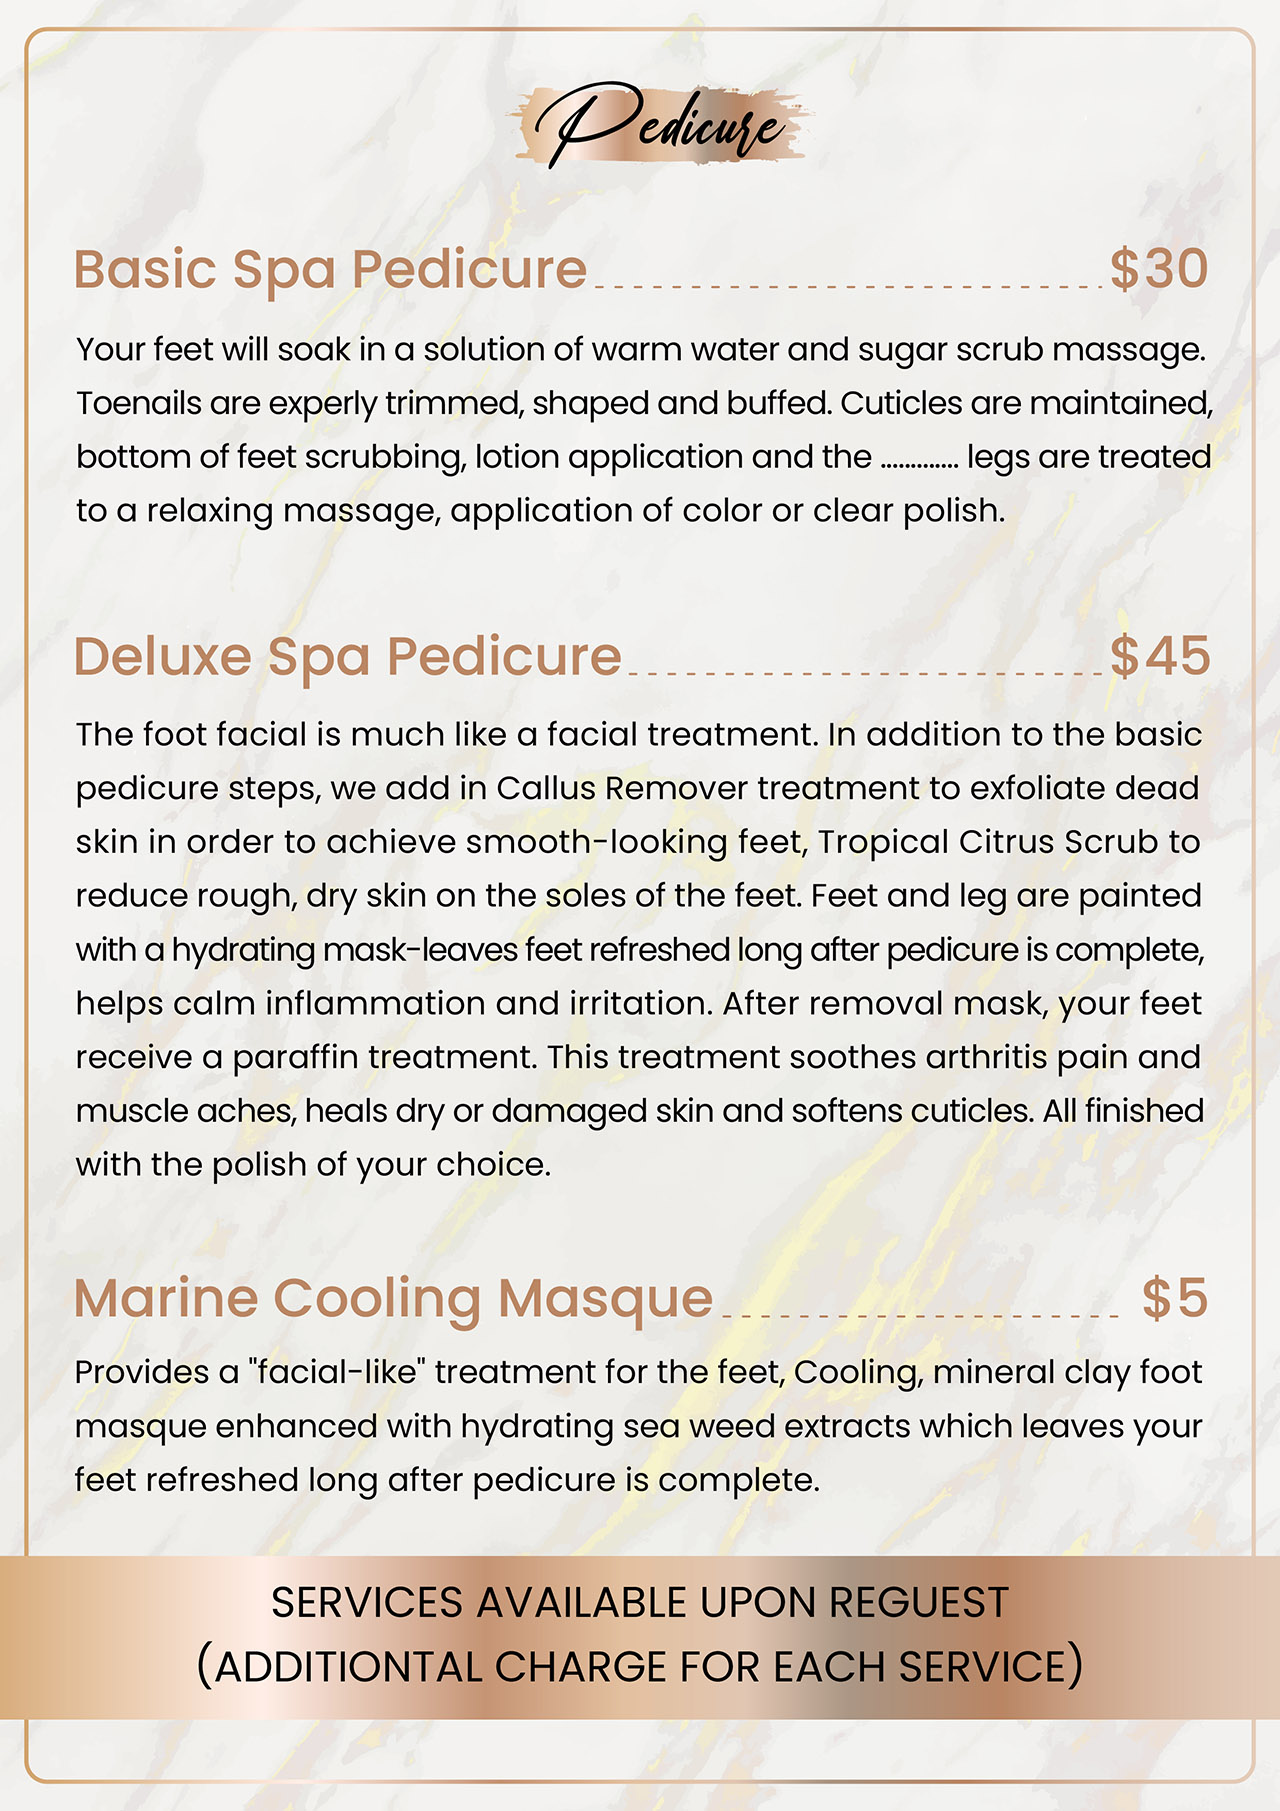 Pedicure
Basic Spa Pedicure $30
Your feet will soak in a solution of warm water and sugar scrub massage.
Toenails are experly trimmed, shaped and buffed. Cuticles are maintained,
bottom of feet scrubbing, lotion application and the ............. legs are treated
to a relaxing massage, application of color or clear polish.
Deluxe Spa Pedicure $45
The foot facial is much like a facial treatment. In addition to the basic
pedicure steps, we add in Callus Remover treatment to exfoliate dead
skin in order to achieve smooth-looking feet, Tropical Citrus Scrub to
reduce rough, dry skin on the soles of the feet. Feet and leg are painted
with a hydrating mask-leaves feet refreshed long after pedicure is complete,
helps calm inflammation and irritation. After removal mask, your feet
receive a paraffin treatment. This treatment soothes arthritis pain and
muscle aches, heals dry or damaged skin and softens cuticles. All finished
with the polish of your choice.
Marine Cooling Masque $5
Provides a "facial-like" treatment for the feet, Cooling, mineral clay foot
masque enhanced with hydrating sea weed extracts which leaves your
feet refreshed long after pedicure is complete.
SERVICES AVAILABLE UPON REGUEST
(ADDITIONTAL CHARGE FOR EACH SERVICE)